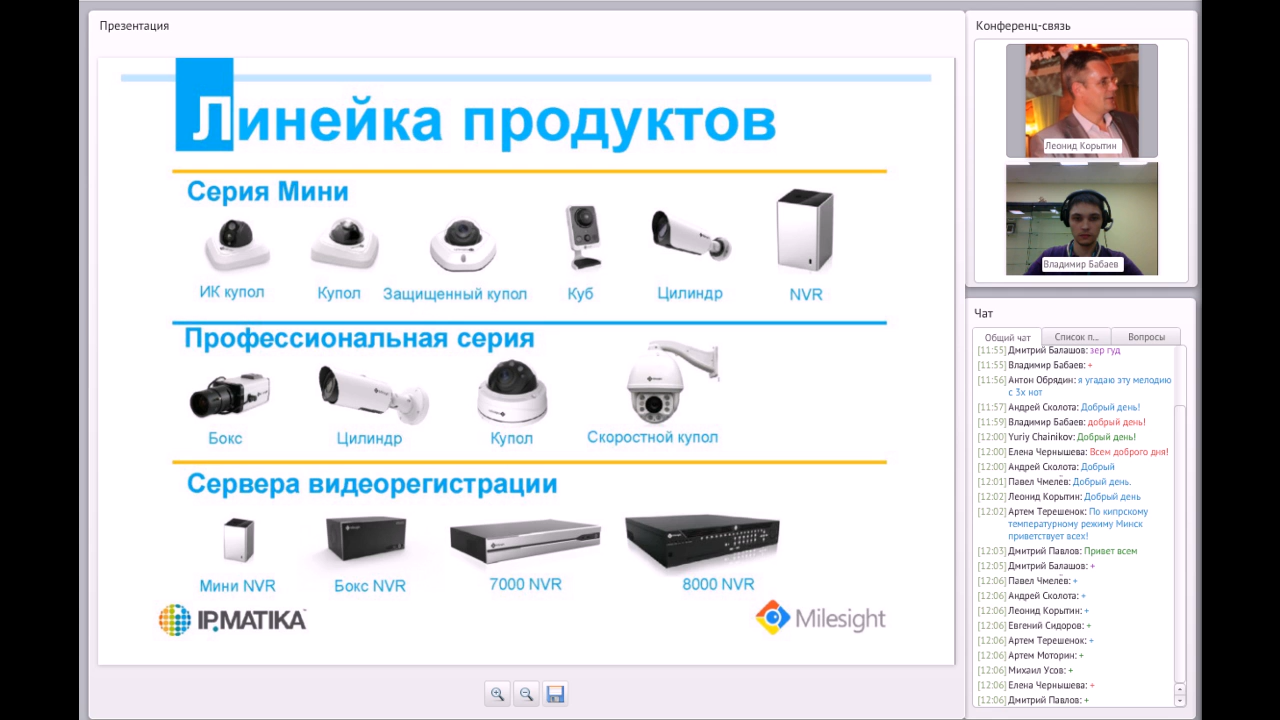 Презентация
Линейка продуктов
Серия Мини
ИК купол
Купол
Защищенный купол
Куб
Цилиндр
NVR
Профессиональная серия
Бокс
Цилиндр
Купол
Скоростной купол
Сервера видеорегистрации
Мини NVR
Бокс NVR
7000 NVR
8000 NVR
IPMATIKA
Milesight
Конференц-связь
Леонид Корытин
Владимир Бабаев
Чат
Общий чат
Список п...
Вопросы
[11:55] Дмитрий Балашов: зер гуд
[11:55] Владимир Бабаев: +
[11:56] Антон Обрядин: я угадаю эту мелодию
с 3х нот
[11:57] Андрей Сколота: Добрый день!
[11:59] Владимир Бабаев: добрый день!
[12:00] Yuriy Chainikov: Добрый день!
[12:00] Елена Чернышева: Всем доброго дня!
[12:00] Андрей Сколота: Добрый
[12:01] Павел Чмелёв: Добрый день.
[12:02] Леонид Корытин: Добрый день
[12:02] Артем Терешенок: По кипрскому
температурному режиму Минск
приветствует всех!
[12:03] Дмитрий Павлов: Привет всем
[12:05] Дмитрий Балашов: +
[12:06] Павел Чмелёв: +
[12:06] Андрей Сколота: +
[12:06] Леонид Корытин: +
[12:06] Евгений Сидоров: +
[12:06] Артем Терешенок: +
[12:06] Артем Моторин: +
[12:06] Михаил Усов: +
[12:06] Елена Чернышева: +
[12:06] Дмитрий Павлов: +